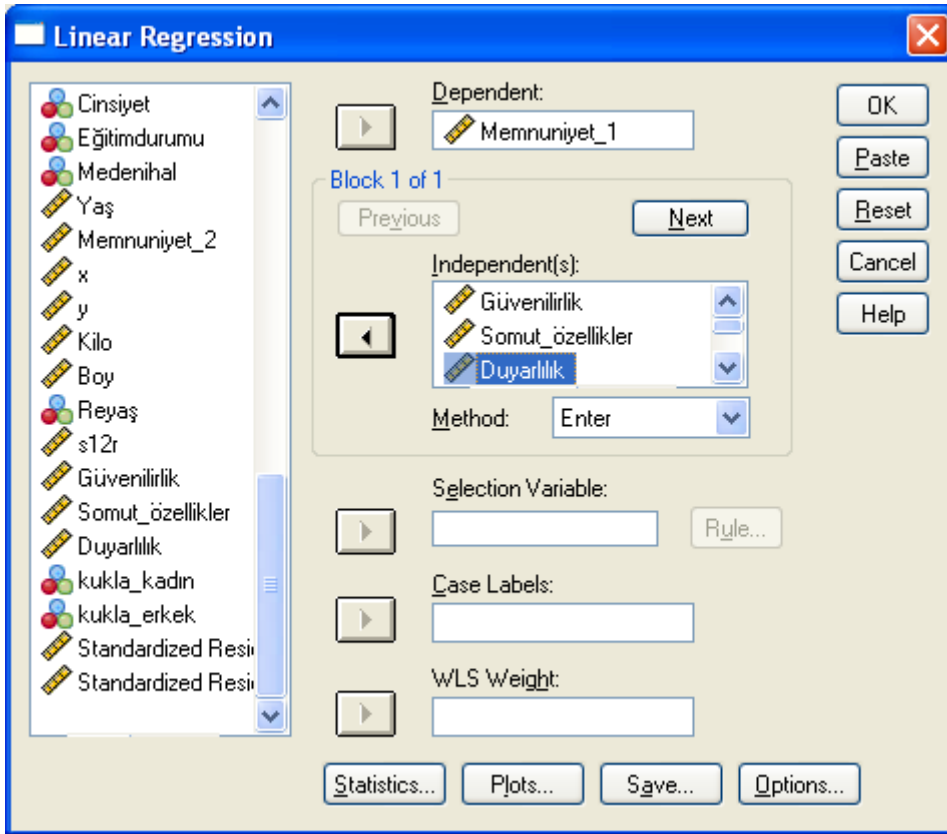 Linear Regression
Cinsiyet
Eğitimdurumu
Medenihal
Yaş
Memnuniyet_2
x
y
Kilo
Boy
Reyaş
s12r
Güvenilirlik
Somut_özellikler
Duyarlılık
kukla_kadın
kukla_erkek
Standardized Resi
Standardized Resi
Dependent:
Memnuniyet_1
Block 1 of 1
Previous
Next
Independent(s):
Güvenilirlik
Somut_özellikler
Duyarlılık
Method:
Enter
Selection Variable:
Rule...
Case Labels:
WLS Weight:
Statistics...
Plots...
Save...
Options...
OK
Paste
Reset
Cancel
Help